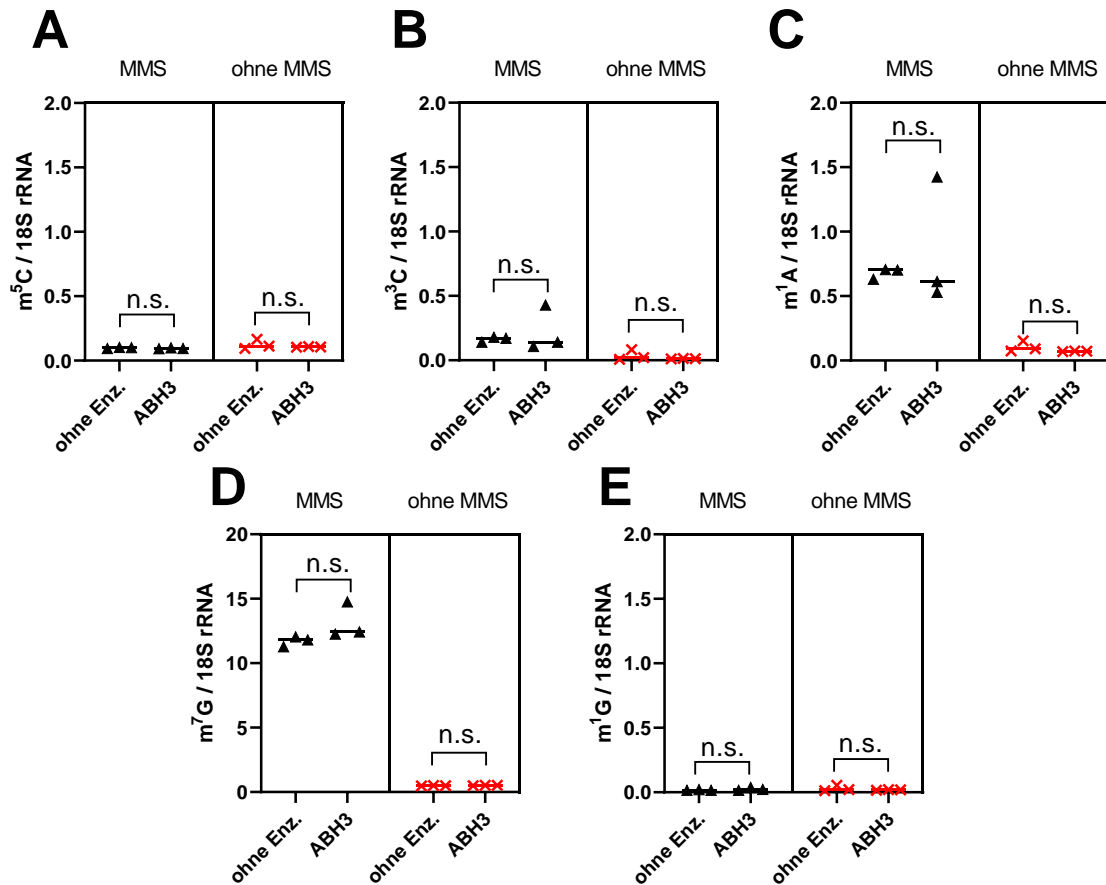 A
MMS
ohne MMS
m⁵C / 18S rRNA
2.0
1.5
1.0
0.5
0.0
n.s.
n.s.
ohne Enz.
ABH3
ohne Enz.
ABH3
B
MMS
ohne MMS
m³C / 18S rRNA
2.0
1.5
1.0
0.5
0.0
n.s.
n.s.
ohne Enz.
ABH3
ohne Enz.
ABH3
C
MMS
ohne MMS
m¹A / 18S rRNA
2.0
1.5
1.0
0.5
0.0
n.s.
n.s.
ohne Enz.
ABH3
ohne Enz.
ABH3
D
MMS
ohne MMS
m⁷G / 18S rRNA
20
15
10
5
0
n.s.
n.s.
ohne Enz.
ABH3
ohne Enz.
ABH3
E
MMS
ohne MMS
m¹G / 18S rRNA
2.0
1.5
1.0
0.5
0.0
n.s.
n.s.
ohne Enz.
ABH3
ohne Enz.
ABH3